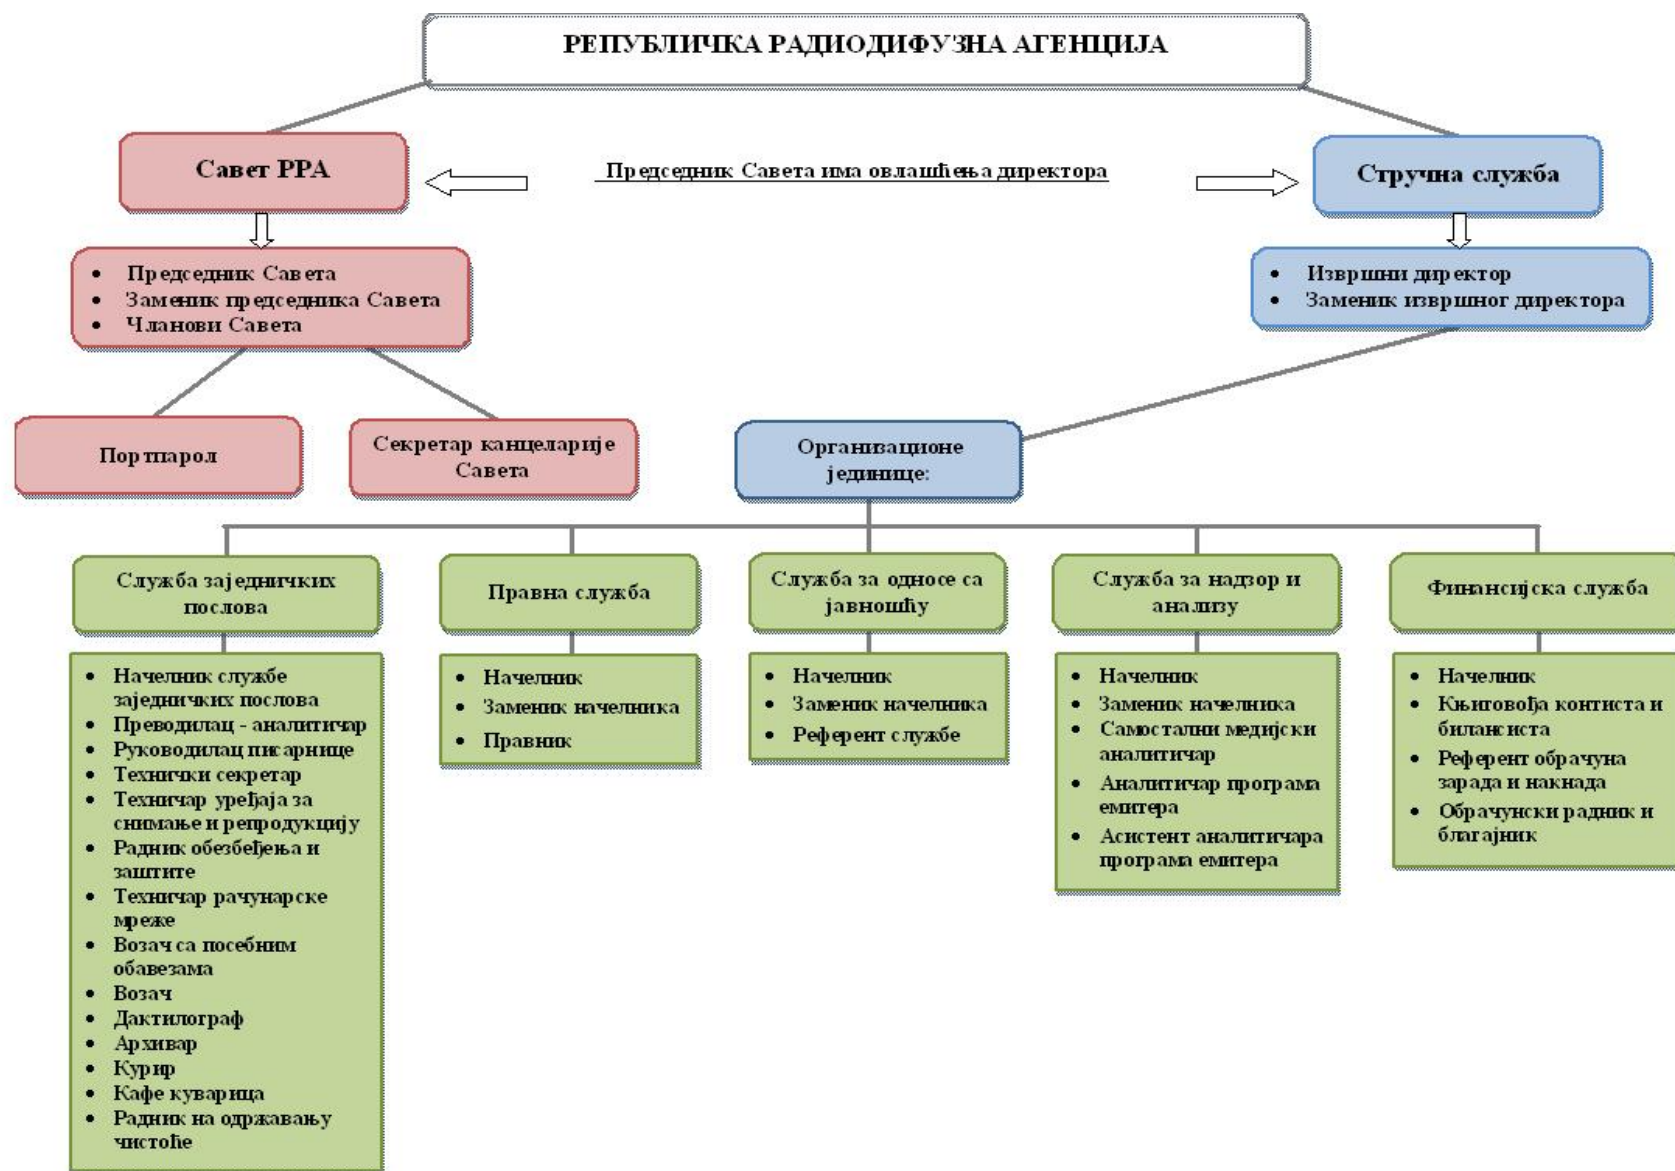 РЕПУБЛИЧКА РАДИОДИФУЗНА АГЕНЦИЈА
Савет РРА
Председник Савета има овлашћења директора
Стручна служба
• Председник Савета
• Заменик председника Савета
• Чланови Савета
• Извршни директор
• Заменик извршног директора
Портпарол
Секретар канцеларије
Савета
Организационе
јединице:
Служба заједничких
послова
Правна служба
Служба за односе са
јавношћу
Служба за надзор и
анализу
Финансијска служба
• Начелник службе
заједничких послова
• Преводилац - аналитичар
• Руководилац писарнице
• Технички секретар
• Техничар уређаја за
снимање и репродукцију
• Радник обезбеђења и
заштите
• Техничар рачунарске
мреже
• Возач са посебним
обавезама
• Возач
• Дактилограф
• Архивар
• Курир
• Кафе куварица
• Радник на одржавању
чистоће
• Начелник
• Заменик начелника
• Правник
• Начелник
• Заменик начелника
• Референт службе
• Начелник
• Заменик начелника
• Самостални медијски
аналитичар
• Аналитичар програма
емитера
• Асистент аналитичара
програма емитера
• Начелник
• Књиговођа контиста и
билансиста
• Референт обрачуна
зарада и накнада
• Обрачунски радник и
благајник